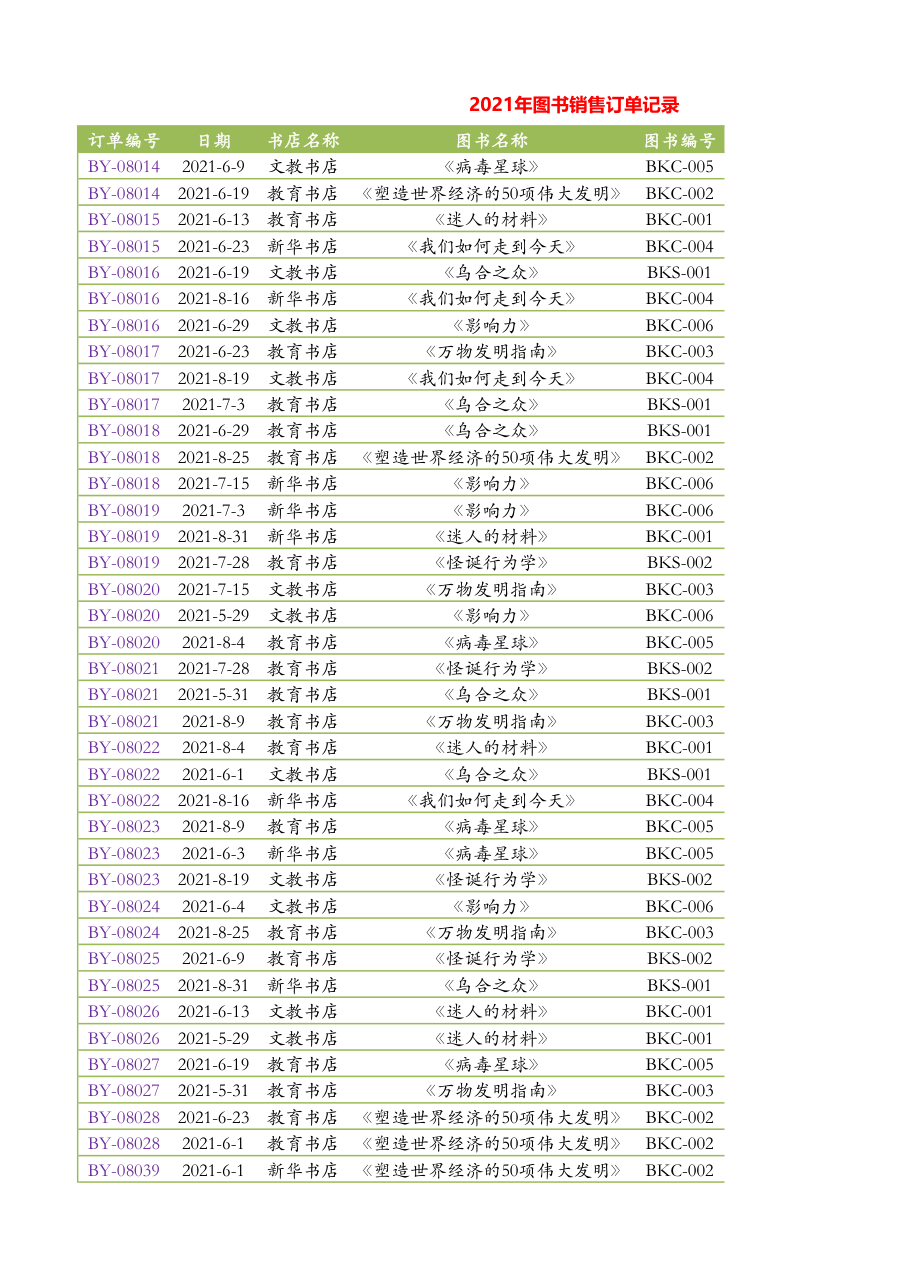 2021年图书销售订单记录
订单编号 日期 书店名称 图书名称 图书编号
BY-08014 2021-6-9 文教书店 《病毒星球》 BKC-005
BY-08014 2021-6-19 教育书店 《塑造世界经济的50项伟大发明》 BKC-002
BY-08015 2021-6-13 教育书店 《迷人的材料》 BKC-001
BY-08015 2021-6-23 新华书店 《我们如何走到今天》 BKC-004
BY-08016 2021-6-19 文教书店 《乌合之众》 BKS-001
BY-08016 2021-8-16 新华书店 《我们如何走到今天》 BKC-004
BY-08016 2021-6-29 文教书店 《影响力》 BKC-006
BY-08017 2021-6-23 教育书店 《万物发明指南》 BKC-003
BY-08017 2021-8-19 文教书店 《我们如何走到今天》 BKC-004
BY-08017 2021-7-3 教育书店 《乌合之众》 BKS-001
BY-08018 2021-6-29 教育书店 《乌合之众》 BKS-001
BY-08018 2021-8-25 教育书店 《塑造世界经济的50项伟大发明》 BKC-002
BY-08018 2021-7-15 新华书店 《影响力》 BKC-006
BY-08019 2021-7-3 新华书店 《影响力》 BKC-006
BY-08019 2021-8-31 新华书店 《迷人的材料》 BKC-001
BY-08019 2021-7-28 教育书店 《怪诞行为学》 BKS-002
BY-08020 2021-7-15 文教书店 《万物发明指南》 BKC-003
BY-08020 2021-5-29 文教书店 《影响力》 BKC-006
BY-08020 2021-8-4 教育书店 《病毒星球》 BKC-005
BY-08021 2021-7-28 教育书店 《怪诞行为学》 BKS-002
BY-08021 2021-5-31 教育书店 《乌合之众》 BKS-001
BY-08021 2021-8-9 教育书店 《万物发明指南》 BKC-003
BY-08022 2021-8-4 教育书店 《迷人的材料》 BKC-001
BY-08022 2021-6-1 文教书店 《乌合之众》 BKS-001
BY-08022 2021-8-16 新华书店 《我们如何走到今天》 BKC-004
BY-08023 2021-8-9 教育书店 《病毒星球》 BKC-005
BY-08023 2021-6-3 新华书店 《病毒星球》 BKC-005
BY-08023 2021-8-19 文教书店 《怪诞行为学》 BKS-002
BY-08024 2021-6-4 文教书店 《影响力》 BKC-006
BY-08024 2021-8-25 教育书店 《万物发明指南》 BKC-003
BY-08025 2021-6-9 教育书店 《怪诞行为学》 BKS-002
BY-08025 2021-8-31 新华书店 《乌合之众》 BKS-001
BY-08026 2021-6-13 文教书店 《迷人的材料》 BKC-001
BY-08026 2021-5-29 文教书店 《迷人的材料》 BKC-001
BY-08027 2021-6-19 教育书店 《病毒星球》 BKC-005
BY-08027 2021-5-31 教育书店 《万物发明指南》 BKC-003
BY-08028 2021-6-23 教育书店 《塑造世界经济的50项伟大发明》 BKC-002
BY-08028 2021-6-1 教育书店 《塑造世界经济的50项伟大发明》 BKC-002
BY-08039 2021-6-1 新华书店 《塑造世界经济的50项伟大发明》 BKC-002